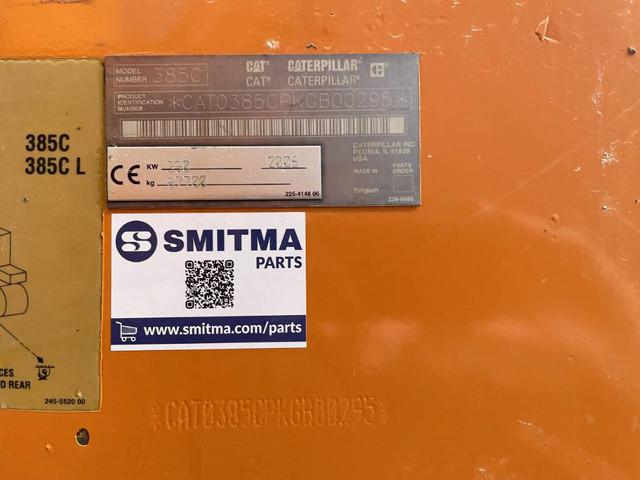 385C
385C L
CES
D REAR
245-5520 00
MODEL NUMBER 385C
CAT CATERPILLAR
CAT® CATERPILLAR®
PRODUCT IDENTIFICATION NUMBER *CAT0385CPKGB00295*
CATERPILLAR INC.
PEORIA, IL 61629
USA
MADE IN
PARTS ORDER
Belgium
CE
KW
kg
225-4148 06
S SMITMA
PARTS
www.smitma.com/parts
*CAT0385CPKGB00295*